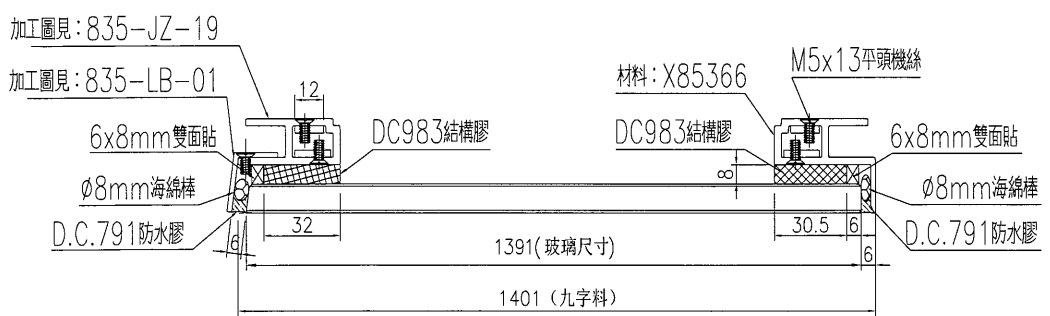 加工圖見：835-JZ-19
加工圖見：835-LB-01
12
材料：X85366
M5x13平頭機絲
6x8mm雙面貼
DC983結構膠
DC983結構膠
6x8mm雙面貼
Ø8mm海綿棒
8
Ø8mm海綿棒
D.C.791防水膠
32
30.5
6
D.C.791防水膠
6
1391(玻璃尺寸)
6
1401（九字料）